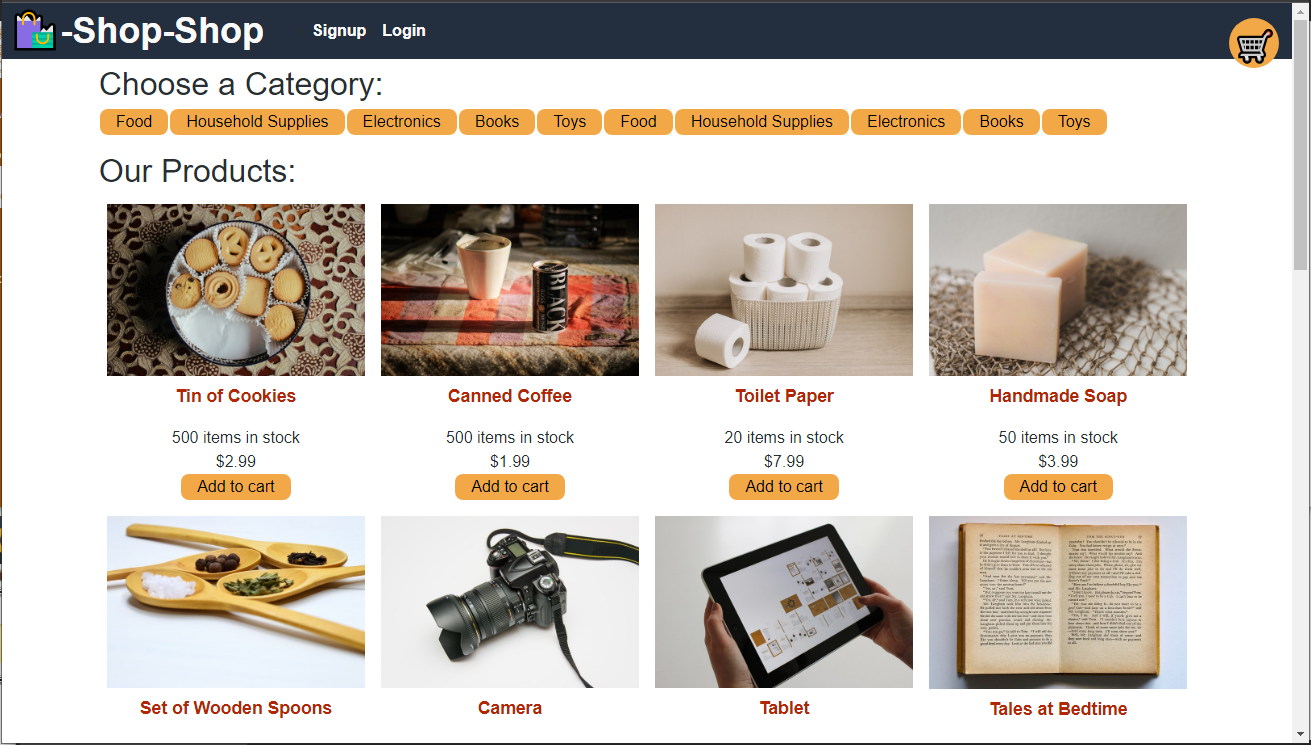 -Shop-Shop Signup Login
Choose a Category:
Food Household Supplies Electronics Books Toys Food Household Supplies Electronics Books Toys
Our Products:
BLACK
Tin of Cookies Canned Coffee Toilet Paper Handmade Soap
500 items in stock 500 items in stock 20 items in stock 50 items in stock
$2.99 $1.99 $7.99 $3.99
Add to cart Add to cart Add to cart Add to cart
Set of Wooden Spoons Camera Tablet Tales at Bedtime